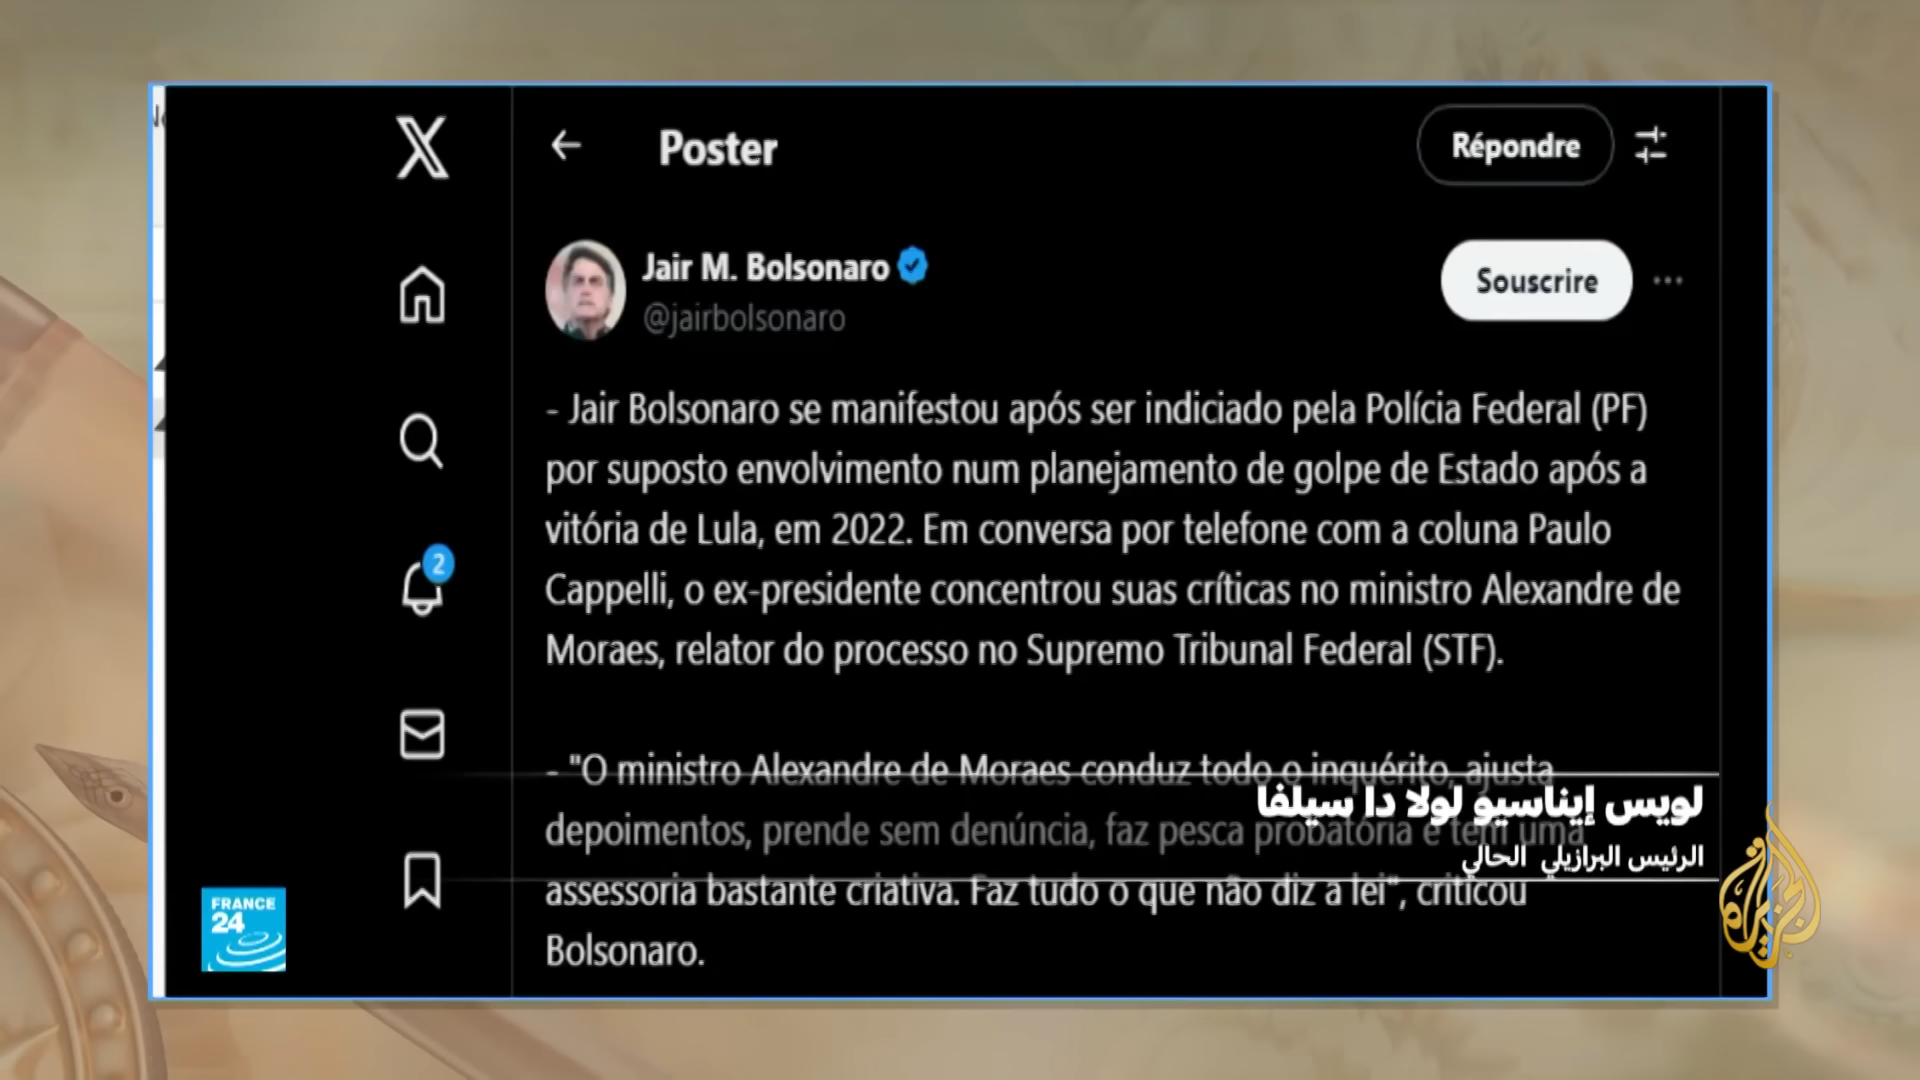 Poster
Répondre
Jair M. Bolsonaro
@jairbolsonaro
Souscrire
2
- Jair Bolsonaro se manifestou após ser indiciado pela Polícia Federal (PF)
por suposto envolvimento num planejamento de golpe de Estado após a
vitória de Lula, em 2022. Em conversa por telefone com a coluna Paulo
Cappelli, o ex-presidente concentrou suas críticas no ministro Alexandre de
Moraes, relator do processo no Supremo Tribunal Federal (STF).
- "O ministro Alexandre de Moraes conduz todo o inquérito, ajusta
depoimentos, prende sem denúncia, faz pesca probatória e tem uma
assessoria bastante criativa. Faz tudo o que não diz a lei", criticou
Bolsonaro.
لويس إيناسيو لولا دا سيلفا
الرئيس البرازيلي الحالي
FRANCE
24
الجزيرة